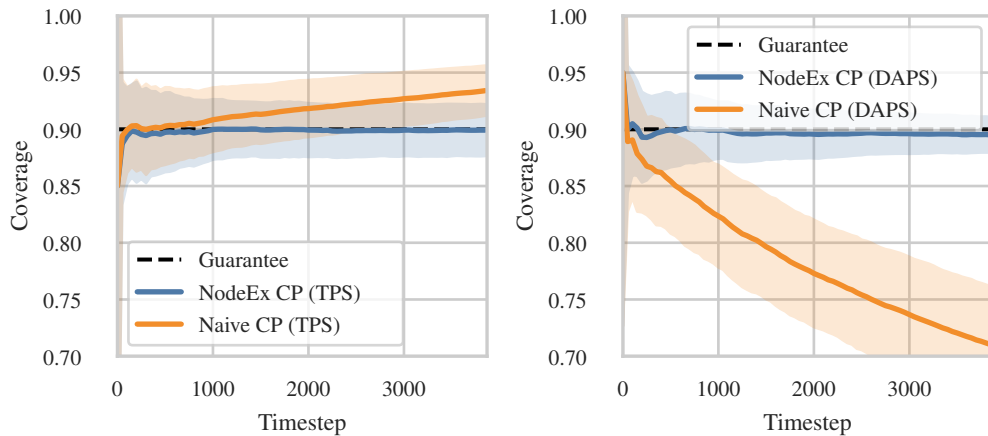 1.00
0.95
0.90
0.85
0.80
0.75
0.70
Coverage
0
1000
2000
3000
Timestep
Guarantee
NodeEx CP (TPS)
Naive CP (TPS)
1.00
0.95
0.90
0.85
0.80
0.75
0.70
Coverage
0
1000
2000
3000
Timestep
Guarantee
NodeEx CP (DAPS)
Naive CP (DAPS)